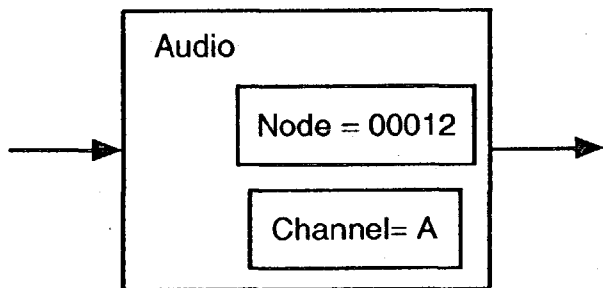 Audio
Node = 00012
Channel= A